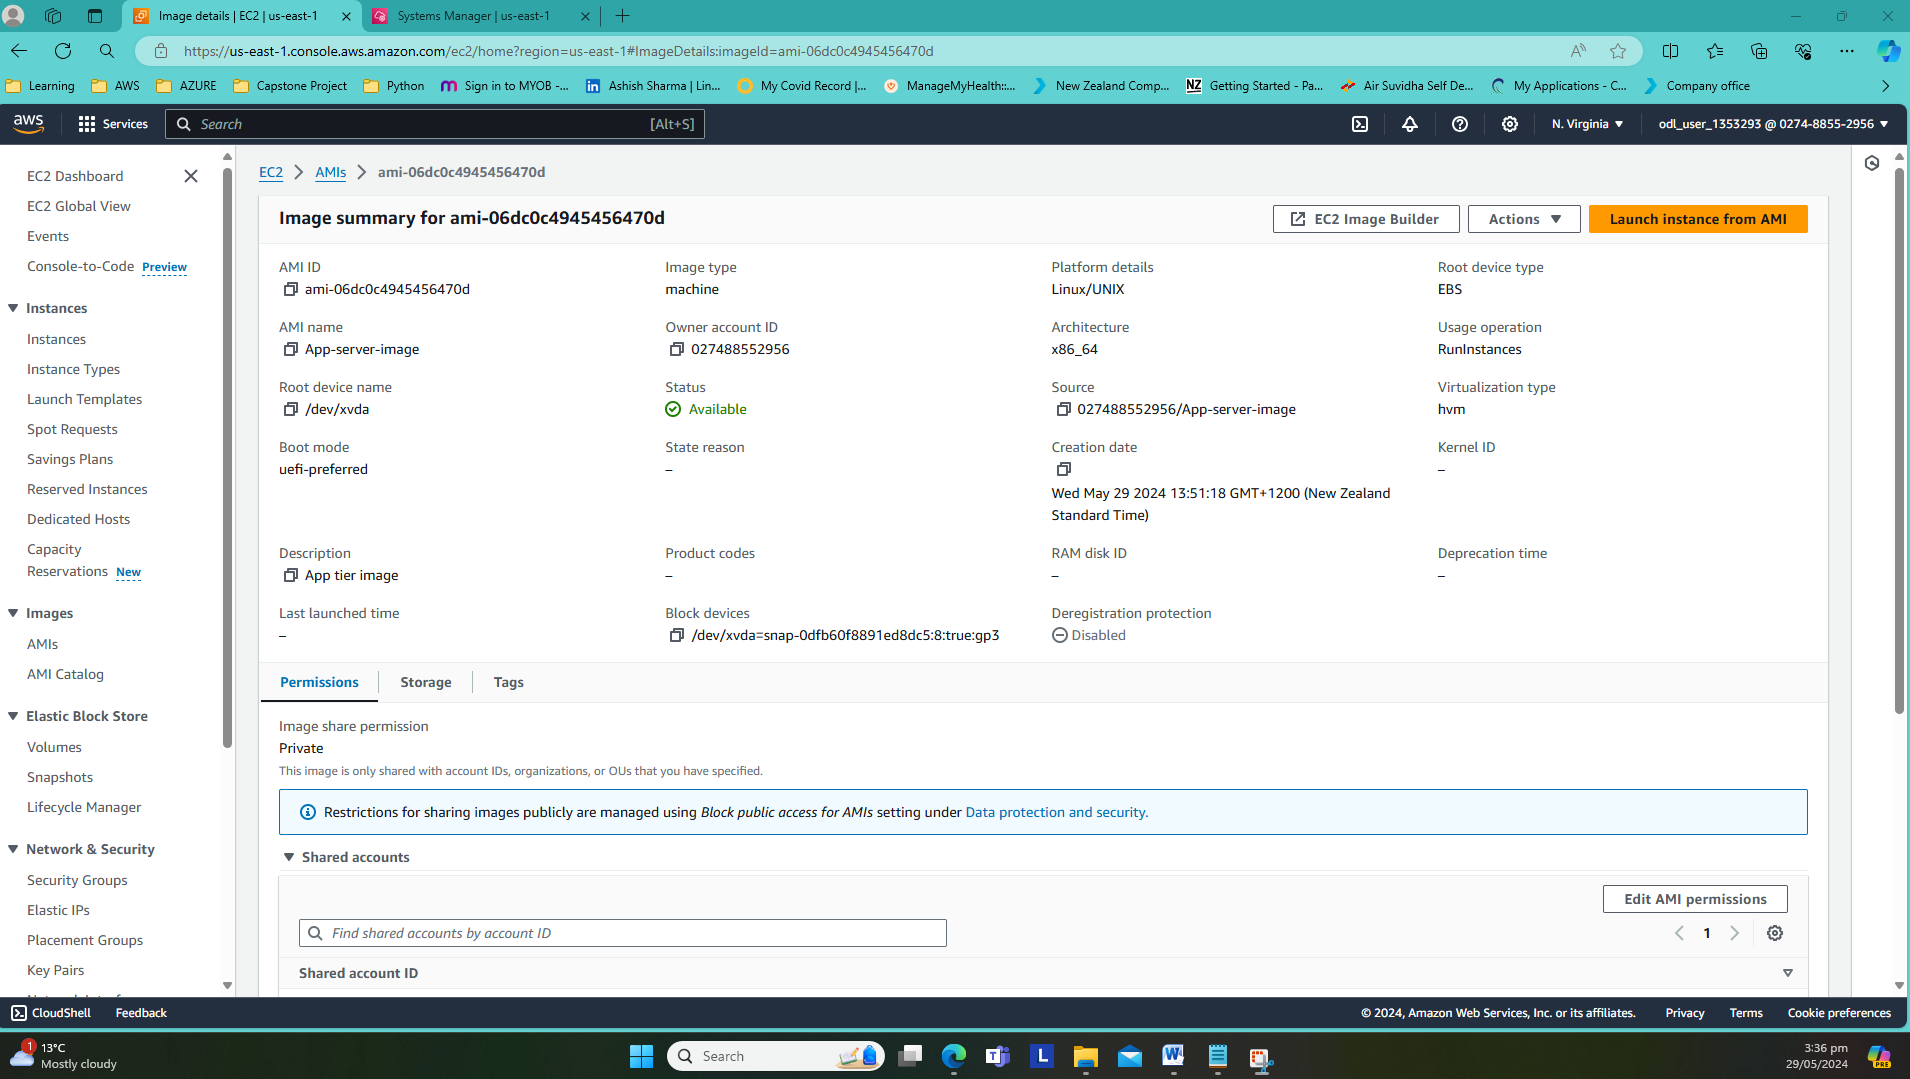 Image details | EC2 | us-east-1
Systems Manager | us-east-1
https://us-east-1.console.aws.amazon.com/ec2/home?region=us-east-1#ImageDetails:imageId=ami-06dc0c4945456470d
Learning
AWS
AZURE
Capstone Project
Python
Sign in to MYOB -...
Ashish Sharma | Lin...
My Covid Record |...
ManageMyHealth::...
New Zealand Comp...
NZ
Getting Started - Pa...
Air Suvidha Self De...
My Applications - C...
Company office
aws
Services
Search
[Alt+S]
N. Virginia
odl_user_1353293 @ 0274-8855-2956
EC2 Dashboard
EC2 Global View
Events
Console-to-Code Preview
Instances
Instances
Instance Types
Launch Templates
Spot Requests
Savings Plans
Reserved Instances
Dedicated Hosts
Capacity
Reservations New
Images
AMIs
AMI Catalog
Elastic Block Store
Volumes
Snapshots
Lifecycle Manager
Network & Security
Security Groups
Elastic IPs
Placement Groups
Key Pairs
EC2 > AMIs > ami-06dc0c4945456470d
Image summary for ami-06dc0c4945456470d
EC2 Image Builder
Actions
Launch instance from AMI
AMI ID
ami-06dc0c4945456470d
Image type
machine
Platform details
Linux/UNIX
Root device type
EBS
AMI name
App-server-image
Owner account ID
027488552956
Architecture
x86_64
Usage operation
RunInstances
Root device name
/dev/xvda
Status
Available
Source
027488552956/App-server-image
Virtualization type
hvm
Boot mode
uefi-preferred
State reason
–
Creation date
Wed May 29 2024 13:51:18 GMT+1200 (New Zealand
Standard Time)
Kernel ID
–
Description
App tier image
Product codes
–
RAM disk ID
–
Deprecation time
–
Last launched time
–
Block devices
/dev/xvda=snap-0dfb60f8891ed8dc5:8:true:gp3
Deregistration protection
Disabled
Permissions
Storage
Tags
Image share permission
Private
This image is only shared with account IDs, organizations, or OUs that you have specified.
Restrictions for sharing images publicly are managed using Block public access for AMIs setting under Data protection and security.
Shared accounts
Edit AMI permissions
Find shared accounts by account ID
1
Shared account ID
CloudShell
Feedback
© 2024, Amazon Web Services, Inc. or its affiliates.
Privacy
Terms
Cookie preferences
1
13°C
Mostly cloudy
Search
L
3:36 pm
29/05/2024
PRE